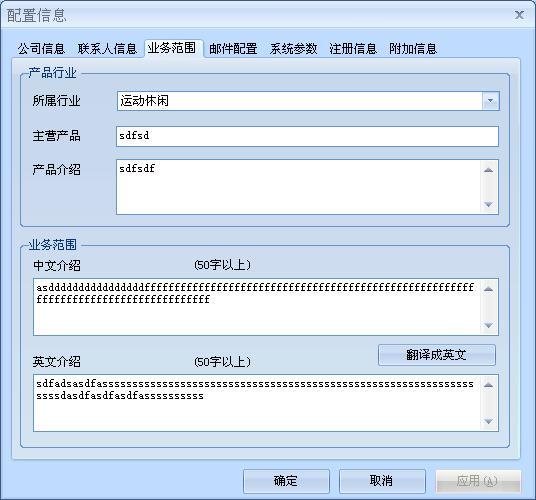 配置信息
公司信息 联系人信息 业务范围 邮件配置 系统参数 注册信息 附加信息
产品行业
所属行业 运动休闲
主营产品 sdfsd
产品介绍 sdfsdf
业务范围
中文介绍 (50字以上)
翻译成英文
英文介绍 (50字以上)
确定 取消 应用(A)